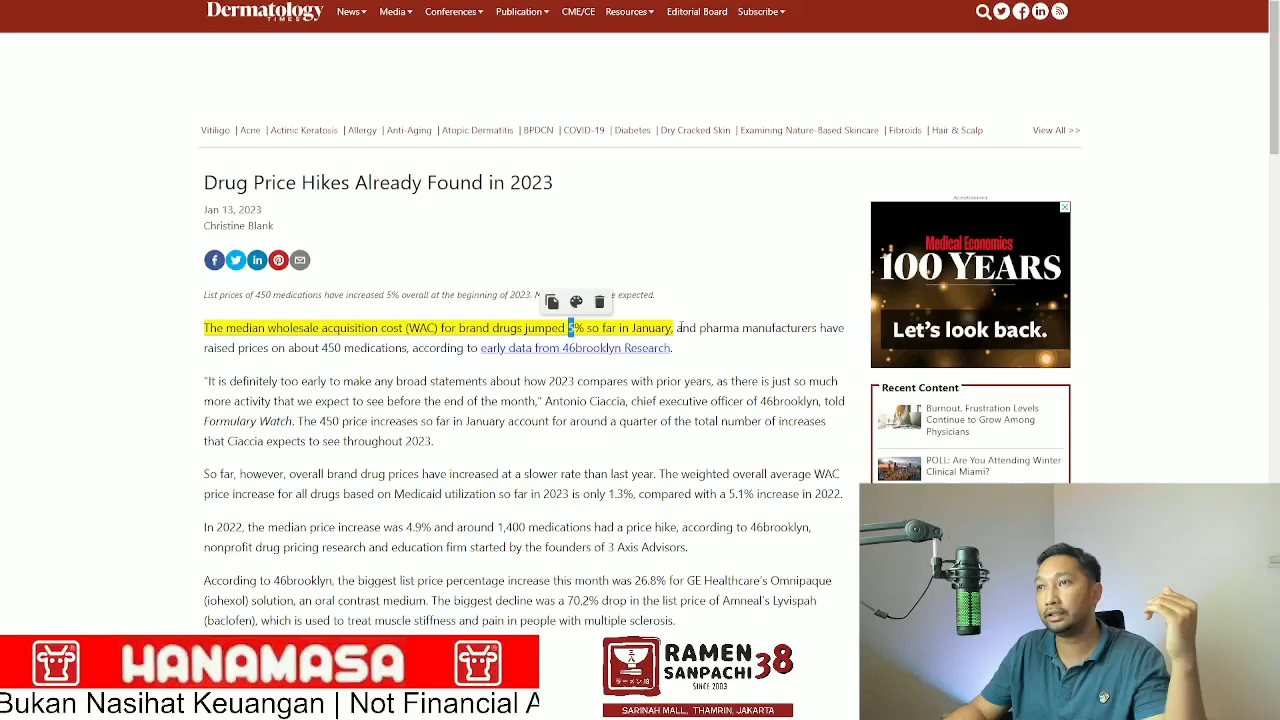 Dermatology
TIMES
News Media Conferences Publication CME/CE Resources Editorial Board Subscribe
Vitiligo | Acne | Actinic Keratosis | Allergy | Anti-Aging | Atopic Dermatitis | BPDCN | COVID-19 | Diabetes | Dry Cracked Skin | Examining Nature-Based Skincare | Fibroids | Hair & Scalp View All >>
Drug Price Hikes Already Found in 2023
Jan 13, 2023
Christine Blank
List prices of 450 medications have increased 5% overall at the beginning of 2023. expected.
The median wholesale acquisition cost (WAC) for brand drugs jumped 5% so far in January, and pharma manufacturers have
raised prices on about 450 medications, according to early data from 46brooklyn Research.
“It is definitely too early to make any broad statements about how 2023 compares with prior years, as there is just so much
more activity that we expect to see before the end of the month,” Antonio Ciaccia, chief executive officer of 46brooklyn, told
Formulary Watch. The 450 price increases so far in January account for around a quarter of the total number of increases
that Ciaccia expects to see throughout 2023.
So far, however, overall brand drug prices have increased at a slower rate than last year. The weighted overall average WAC
price increase for all drugs based on Medicaid utilization so far in 2023 is only 1.3%, compared with a 5.1% increase in 2022.
In 2022, the median price increase was 4.9% and around 1,400 medications had a price hike, according to 46brooklyn,
nonprofit drug pricing research and education firm started by the founders of 3 Axis Advisors.
According to 46brooklyn, the biggest list price percentage increase this month was 26.8% for GE Healthcare’s Omnipaque
(iohexol) injection, an oral contrast medium. The biggest decline was a 70.2% drop in the list price of Amneal’s Lyvispah
(baclofen), which is used to treat muscle stiffness and pain in people with multiple sclerosis.
Advertisement
Medical Economics
100 YEARS
Let’s look back.
Recent Content
Burnout, Frustration Levels
Continue to Grow Among
Physicians
POLL: Are You Attending Winter
Clinical Miami?
HANAMASA
RAMEN
SANPACHI 38
SINCE 2003
SARINAH MALL, THAMRIN, JAKARTA
Bukan Nasihat Keuangan | Not Financial A